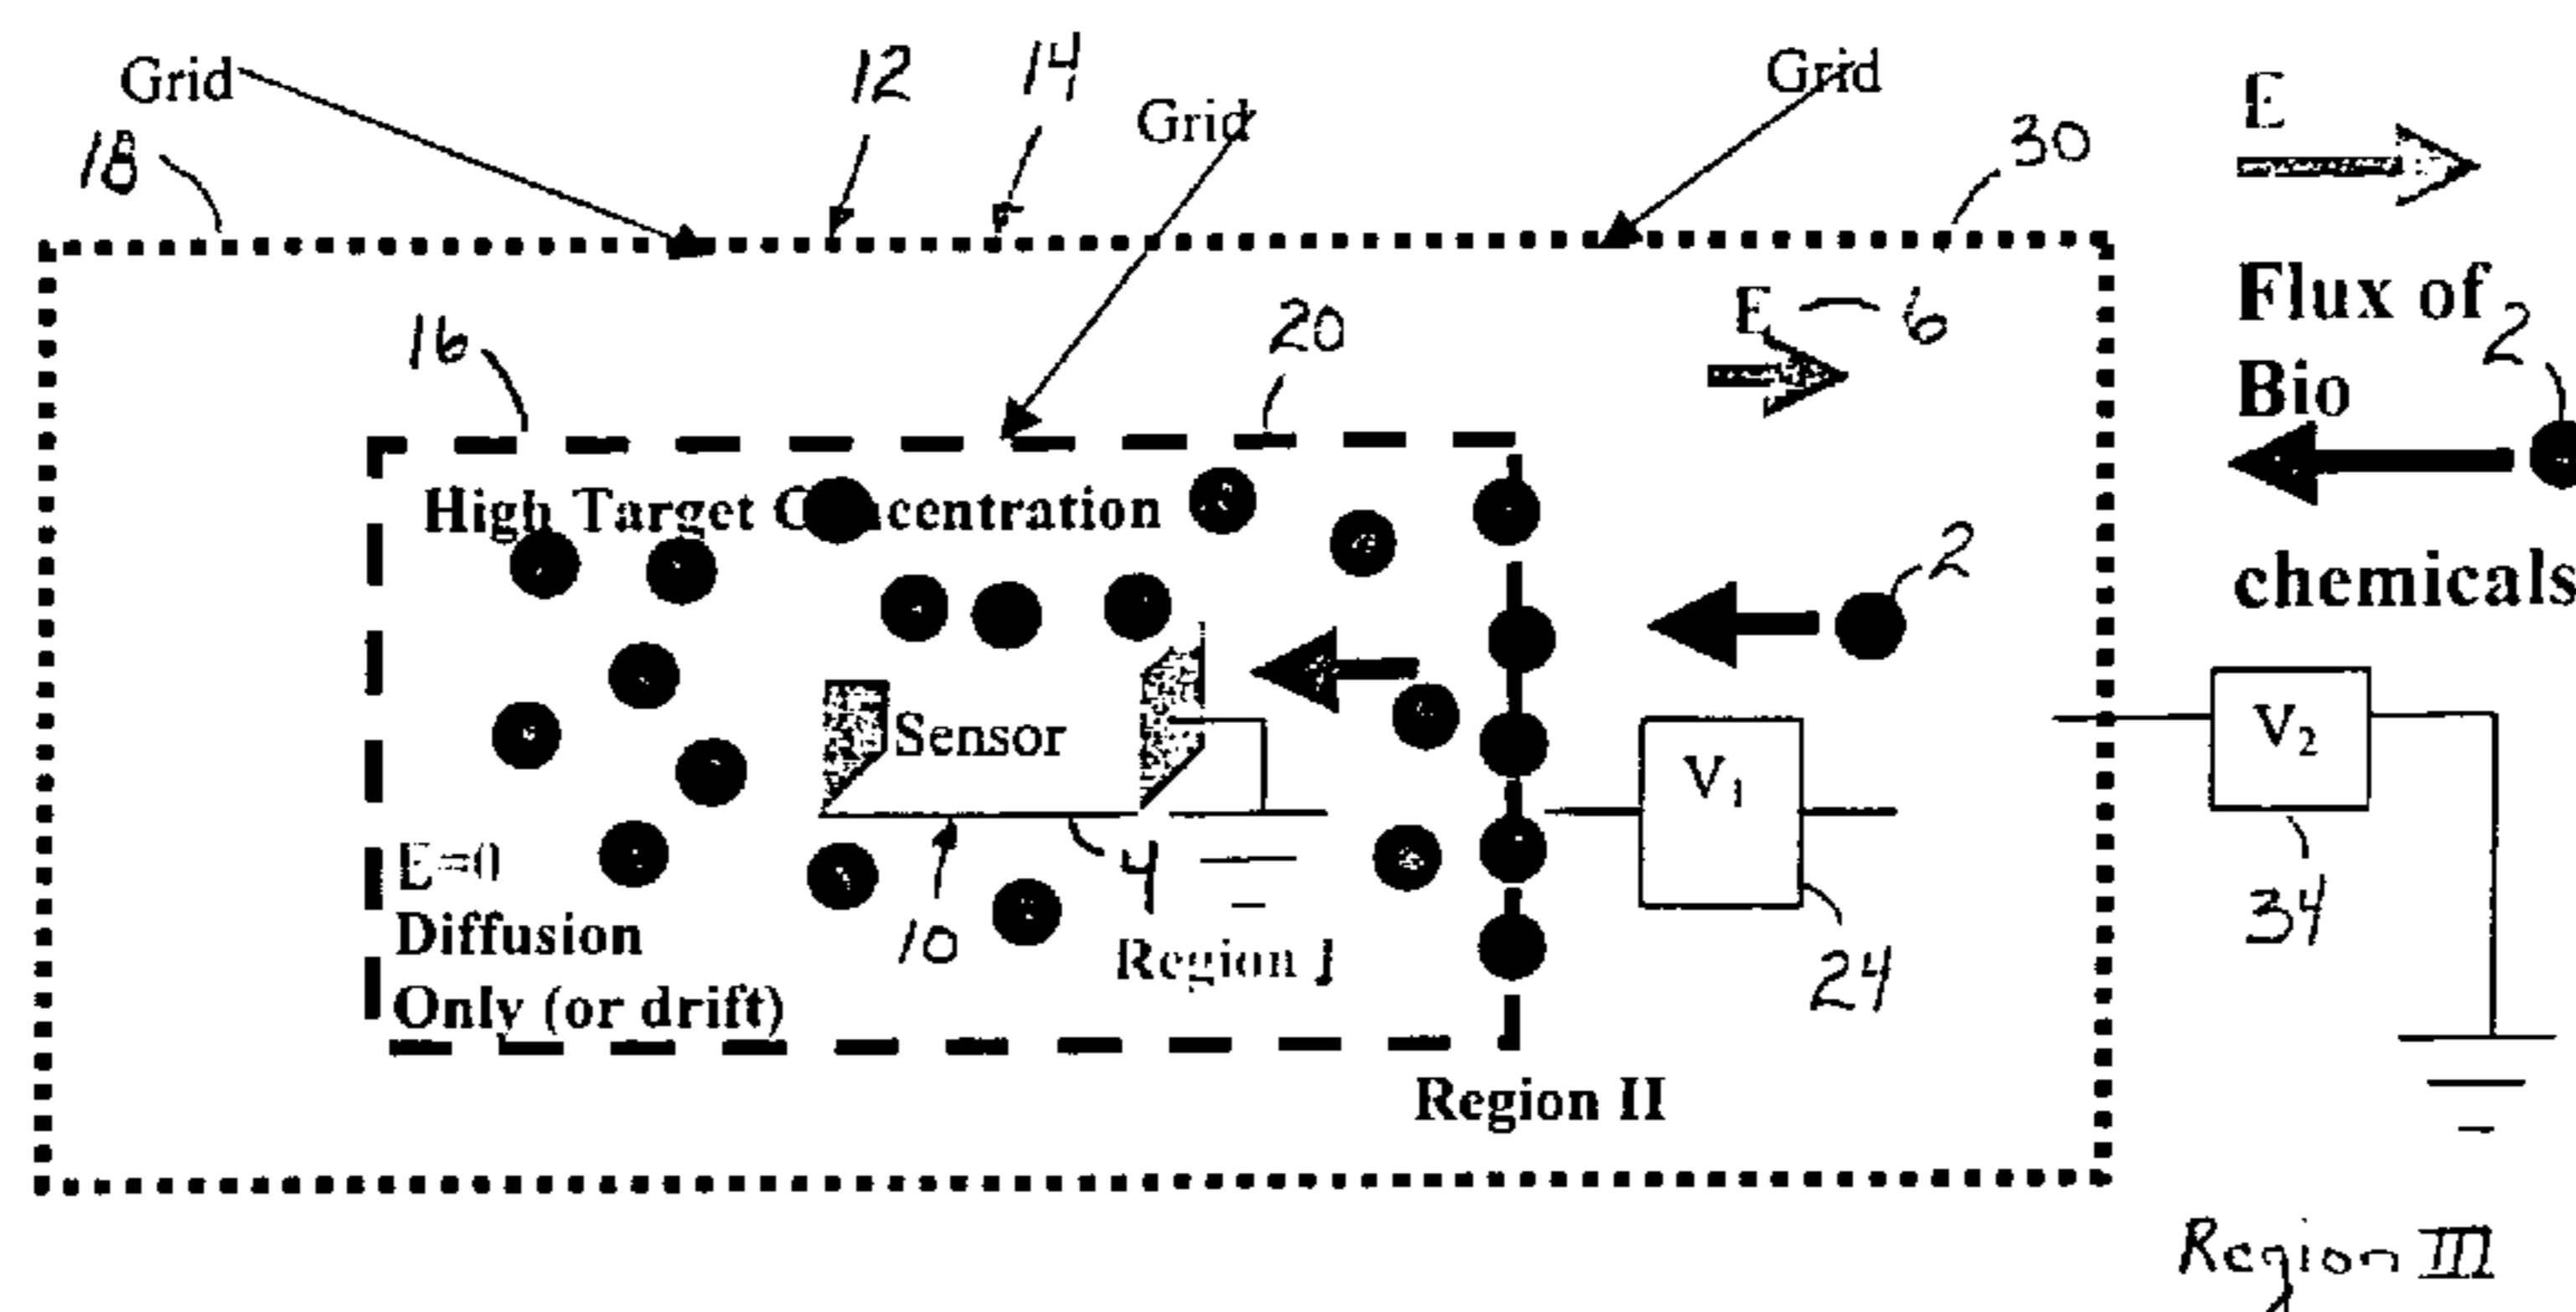 Grid
12
14
Grid
Grid
E
18
30
Flux of 2
Bio
chemicals
16
20
E 6
High Target Concentration
2
Sensor
V1
V2
E=0
4
10
Diffusion
Only (or drift)
Region I
24
34
Region II
Region III